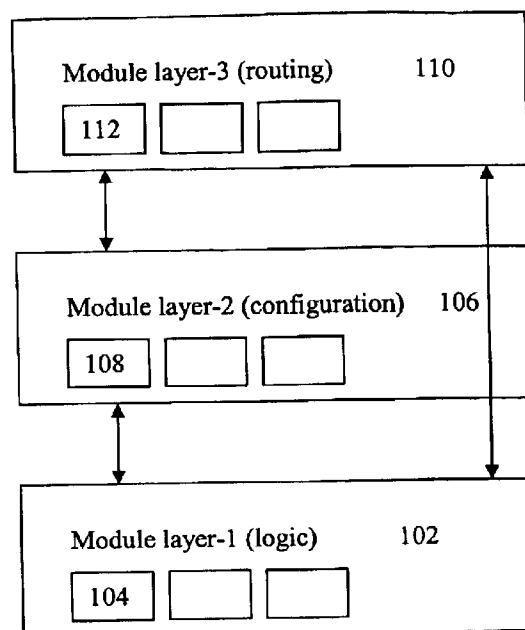 Module layer-3 (routing) 110
112
Module layer-2 (configuration) 106
108
Module layer-1 (logic) 102
104